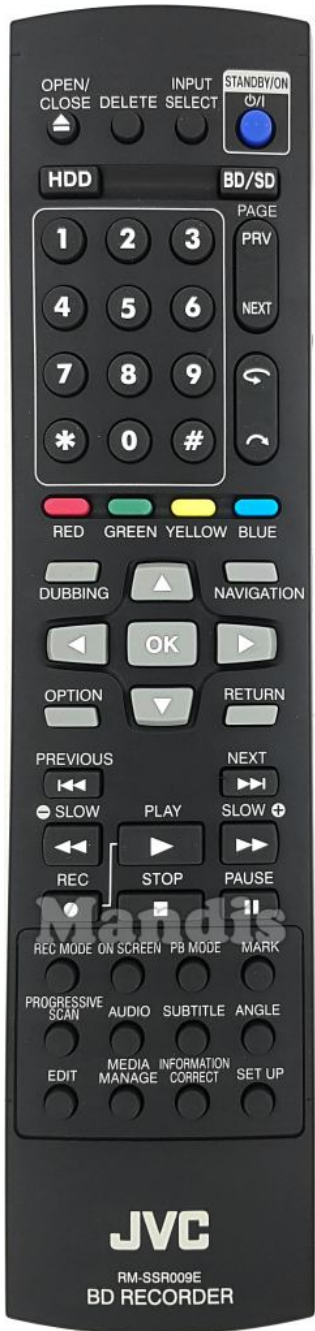 OPEN/
CLOSE DELETE
INPUT
SELECT
STANDBY/ON
⏻/I
HDD
BD/SD
PAGE
1 2 3
PRV
4 5 6
NEXT
7 8 9
* 0 #
RED GREEN YELLOW BLUE
DUBBING
NAVIGATION
OK
OPTION
RETURN
PREVIOUS
NEXT
SLOW
PLAY
SLOW
REC
STOP
PAUSE
Mandis
REC MODE ON SCREEN PB MODE MARK
PROGRESSIVE
SCAN
AUDIO SUBTITLE ANGLE
EDIT
MEDIA
MANAGE
INFORMATION
CORRECT
SET UP
JVC
RM-SSR009E
BD RECORDER